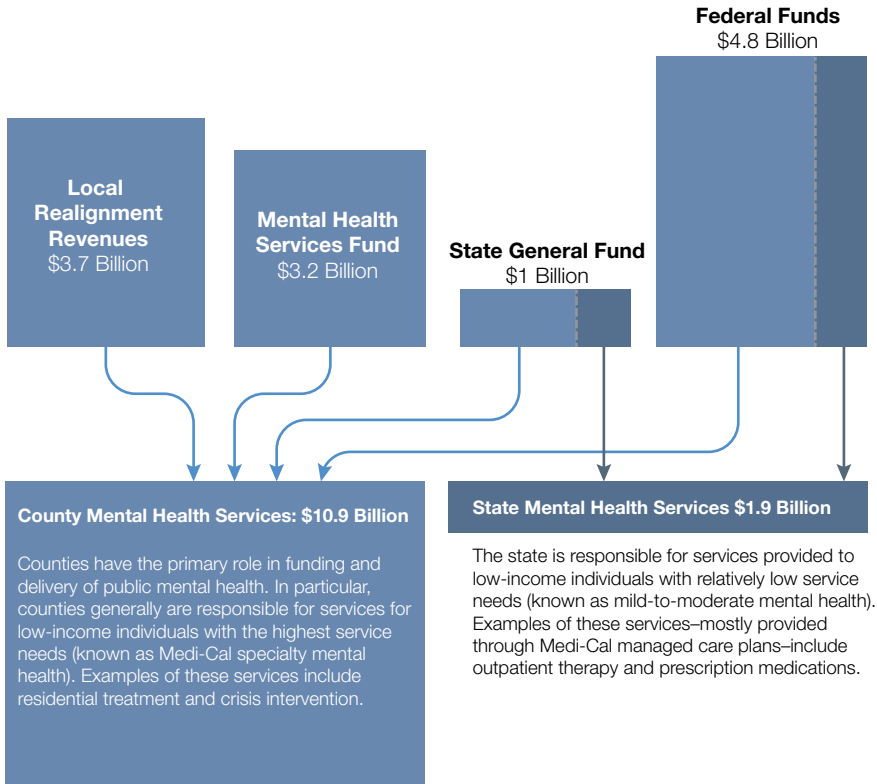 Federal Funds
$4.8 Billion
Local
Realignment
Revenues
$3.7 Billion
Mental Health
Services Fund
$3.2 Billion
State General Fund
$1 Billion
County Mental Health Services: $10.9 Billion
Counties have the primary role in funding and
delivery of public mental health. In particular,
counties generally are responsible for services for
low-income individuals with the highest service
needs (known as Medi-Cal specialty mental
health). Examples of these services include
residential treatment and crisis intervention.
State Mental Health Services $1.9 Billion
The state is responsible for services provided to
low-income individuals with relatively low service
needs (known as mild-to-moderate mental health).
Examples of these services–mostly provided
through Medi-Cal managed care plans–include
outpatient therapy and prescription medications.